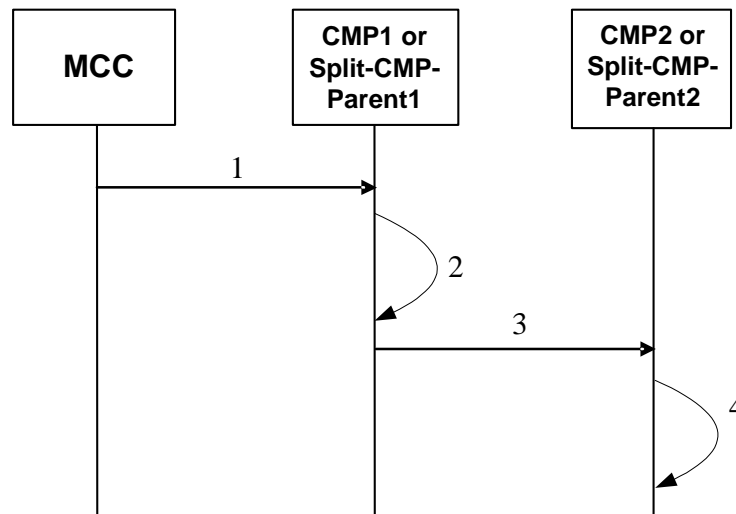 MCC
CMP1 or
Split-CMP-
Parent1
CMP2 or
Split-CMP-
Parent2
1
2
3
4